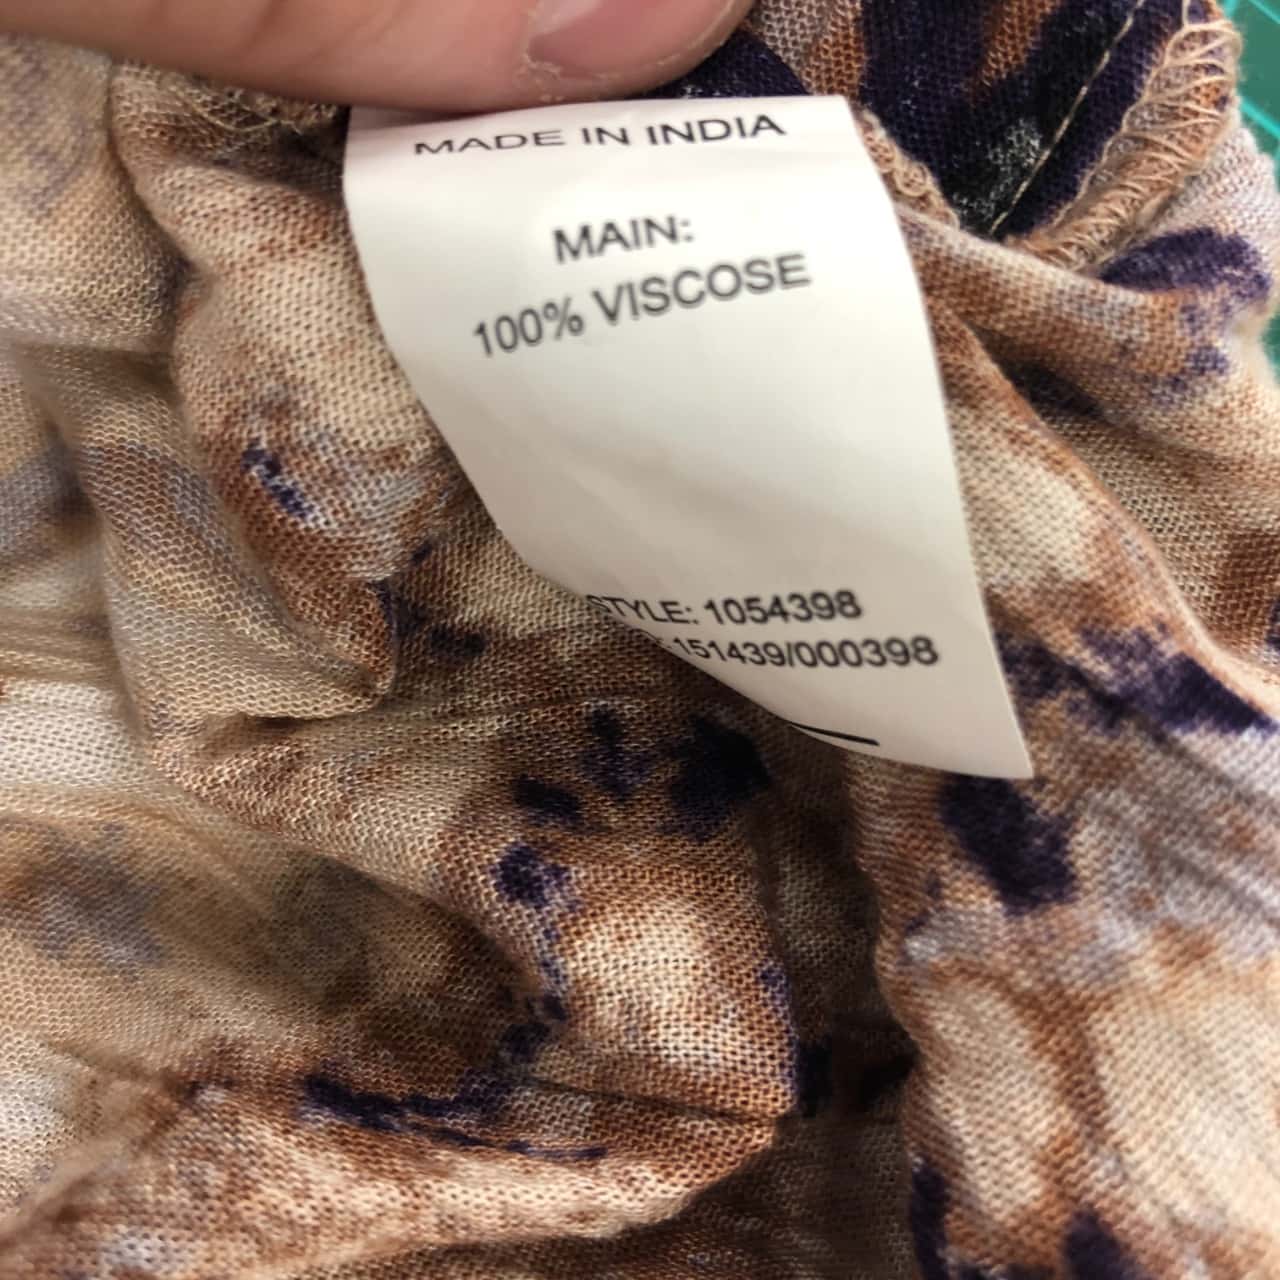 MADE IN INDIA
MAIN:
100% VISCOSE
STYLE: 1054398
151439/000398